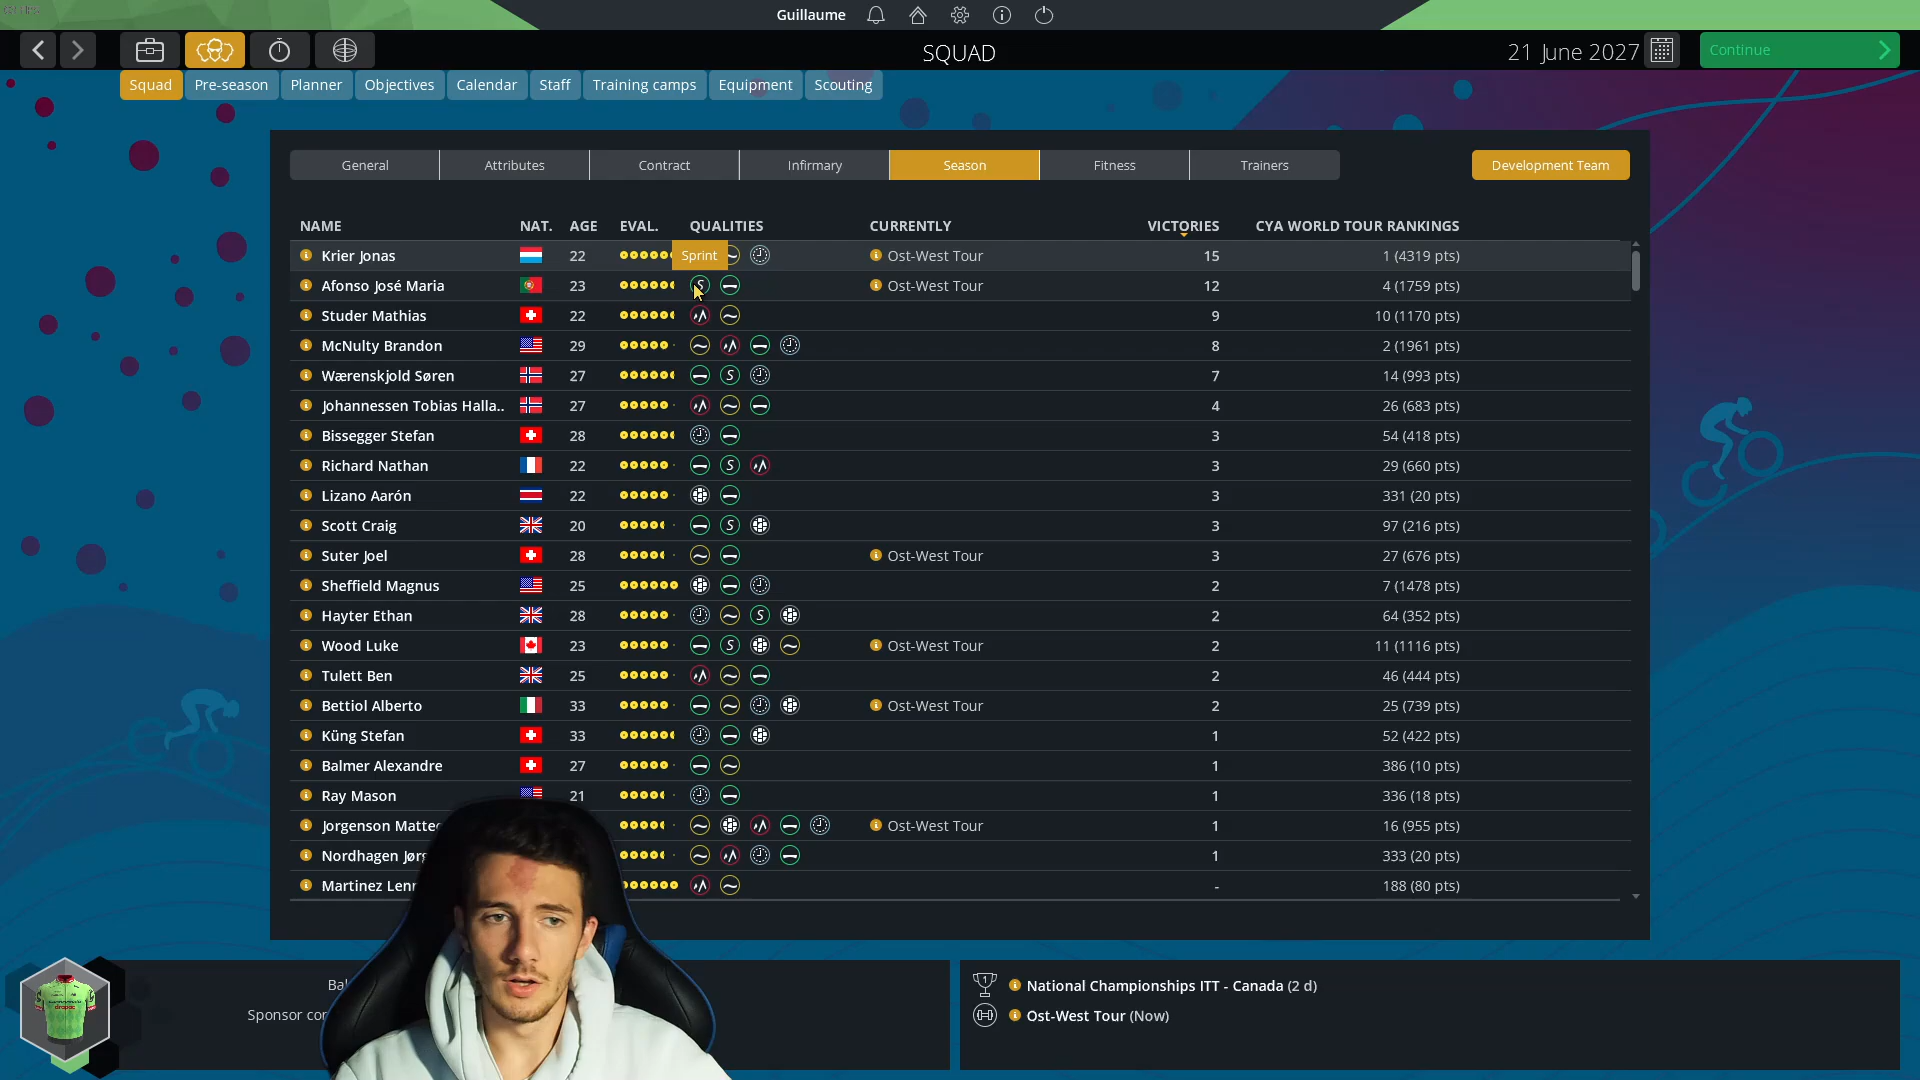 Guillaume
SQUAD
21 June 2027
Continue
Squad
Pre-season
Planner
Objectives
Calendar
Staff
Training camps
Equipment
Scouting
General
Attributes
Contract
Infirmary
Season
Fitness
Trainers
Development Team
NAME NAT. AGE EVAL. QUALITIES CURRENTLY VICTORIES CYA WORLD TOUR RANKINGS
Krier Jonas 22 Sprint Ost-West Tour 15 1 (4319 pts)
Afonso José Maria 23 S Ost-West Tour 12 4 (1759 pts)
Studer Mathias 22 9 10 (1170 pts)
McNulty Brandon 29 8 2 (1961 pts)
Wærenskjold Søren 27 S 7 14 (993 pts)
Johannessen Tobias Halla.. 27 4 26 (683 pts)
Bissegger Stefan 28 3 54 (418 pts)
Richard Nathan 22 S 3 29 (660 pts)
Lizano Aarón 22 3 331 (20 pts)
Scott Craig 20 S 3 97 (216 pts)
Suter Joel 28 Ost-West Tour 3 27 (676 pts)
Sheffield Magnus 25 2 7 (1478 pts)
Hayter Ethan 28 S 2 64 (352 pts)
Wood Luke 23 S Ost-West Tour 2 11 (1116 pts)
Tulett Ben 25 2 46 (444 pts)
Bettiol Alberto 33 Ost-West Tour 2 25 (739 pts)
Küng Stefan 33 1 52 (422 pts)
Balmer Alexandre 27 1 386 (10 pts)
Ray Mason 21 1 336 (18 pts)
Jorgenson Matteo Ost-West Tour 1 16 (955 pts)
Nordhagen Jørg 1 333 (20 pts)
Martinez Lenn - 188 (80 pts)
Bal
Sponsor cor
National Championships ITT - Canada (2 d)
Ost-West Tour (Now)